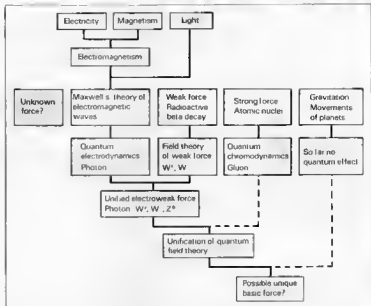 Electricity
Magnetism
Light
Electromagnetism
Unknown
force?
Maxwell s theory of
electromagnetic
waves
Weak force
Radioactive
beta decay
Strong force
Atomic nuclei
Gravitation
Movements
of planets
Quantum
electrodynamics
Photon
Field theory
of weak force
W⁺, W
Quantum
chromodynamics
Gluon
So far no
quantum effect
Unified electroweak force
Photon W⁺, W , Z⁰
Unification of quantum
field theory
Possible unique
basic force?